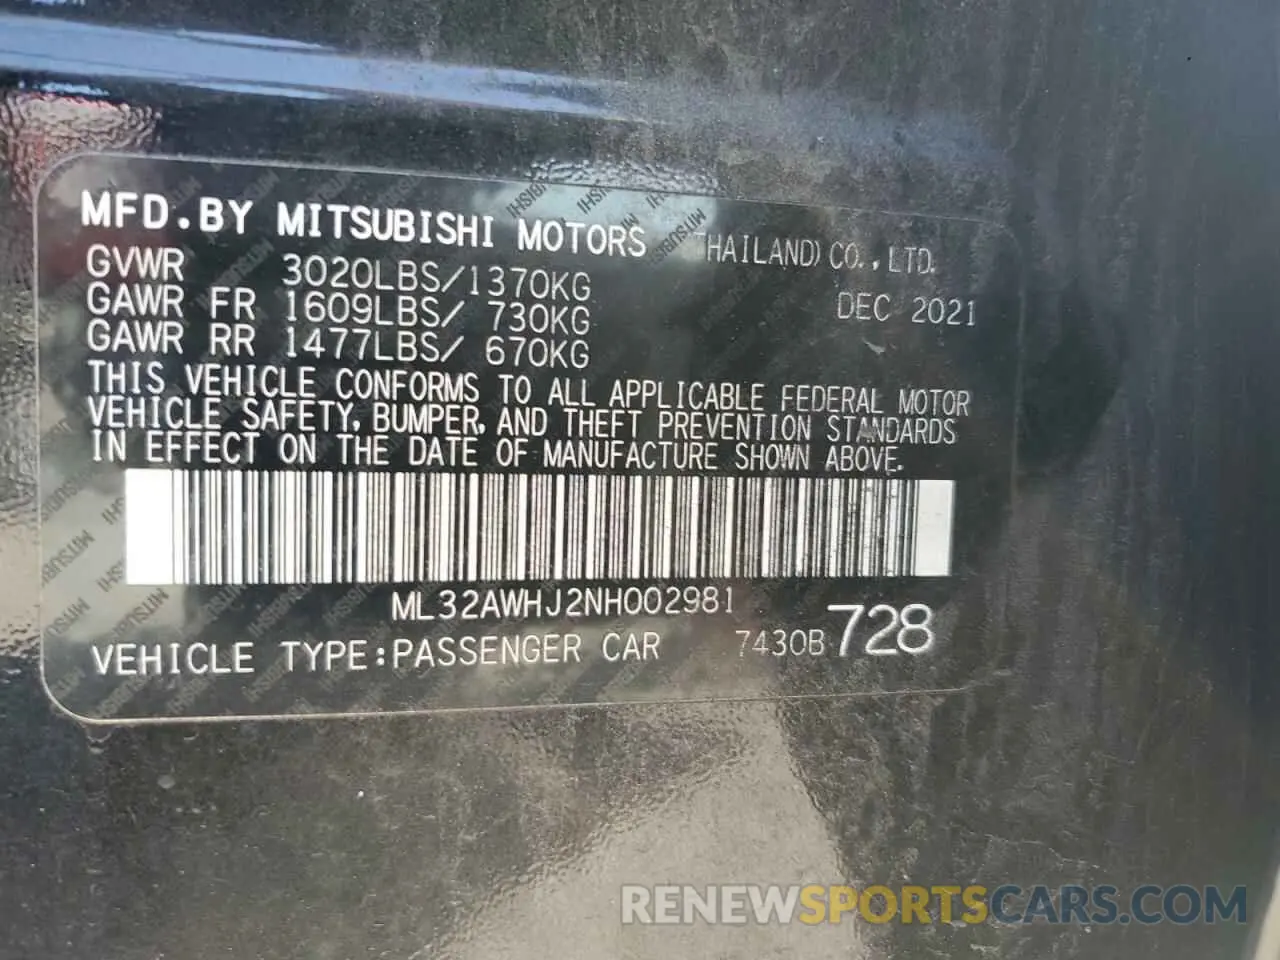 MFD.BY MITSUBISHI MOTORS (THAILAND) CO., LTD.
GVWR 3020LBS/1370KG
GAWR FR 1609LBS/ 730KG DEC 2021
GAWR RR 1477LBS/ 670KG
THIS VEHICLE CONFORMS TO ALL APPLICABLE FEDERAL MOTOR
VEHICLE SAFETY, BUMPER, AND THEFT PREVENTION STANDARDS
IN EFFECT ON THE DATE OF MANUFACTURE SHOWN ABOVE.
ML32AWHJ2NH002981
VEHICLE TYPE:PASSENGER CAR 7430B728
RENEWSPORTSCARS.COM